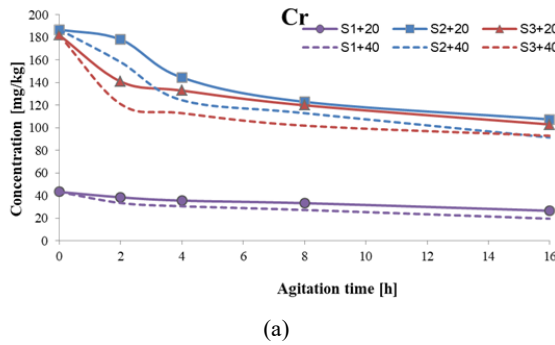 Cr
S1+20 S2+20 S3+20
S1+40 S2+40 S3+40
Concentration [mg/kg]
200
180
160
140
120
100
80
60
40
20
0
0 2 4 6 8 10 12 14 16
Agitation time [h]
(a)